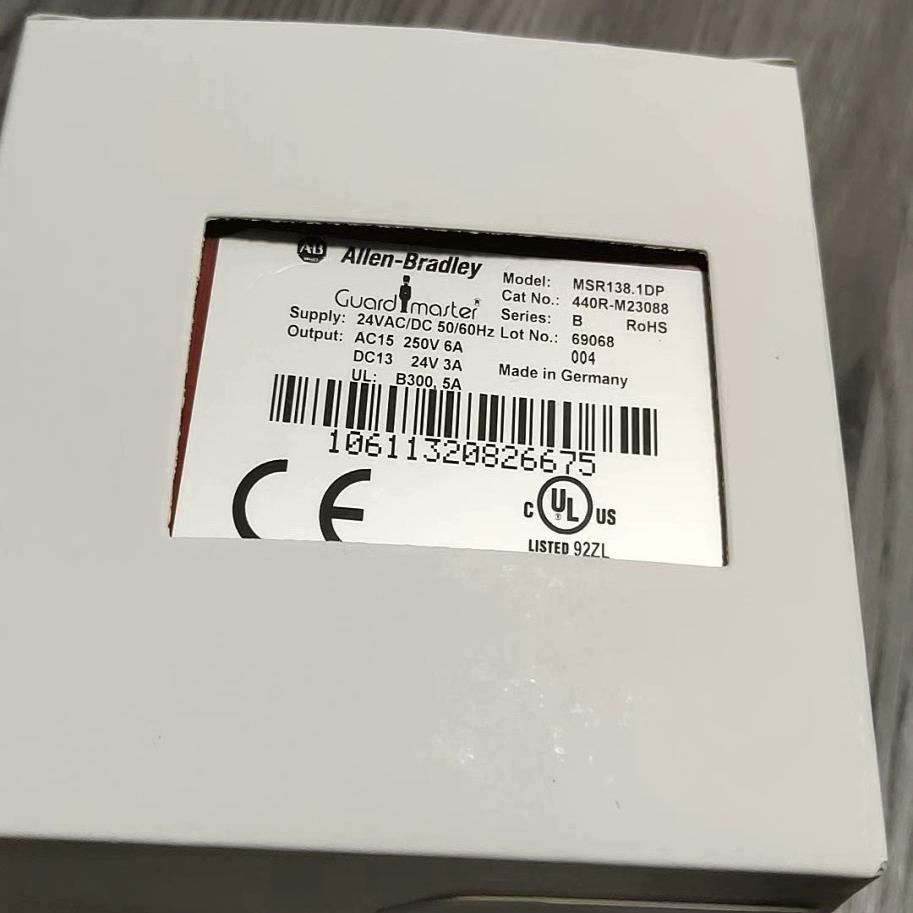 AB
Allen-Bradley
Guardmaster®
Supply: 24VAC/DC 50/60Hz
Output: AC15 250V 6A
DC13 24V 3A
UL: B300, 5A
Model: MSR138.1DP
Cat No.: 440R-M23088
Series: B RoHS
Lot No.: 69068
004
Made in Germany
10611320826675
CE
C UL® US
LISTED 92ZL